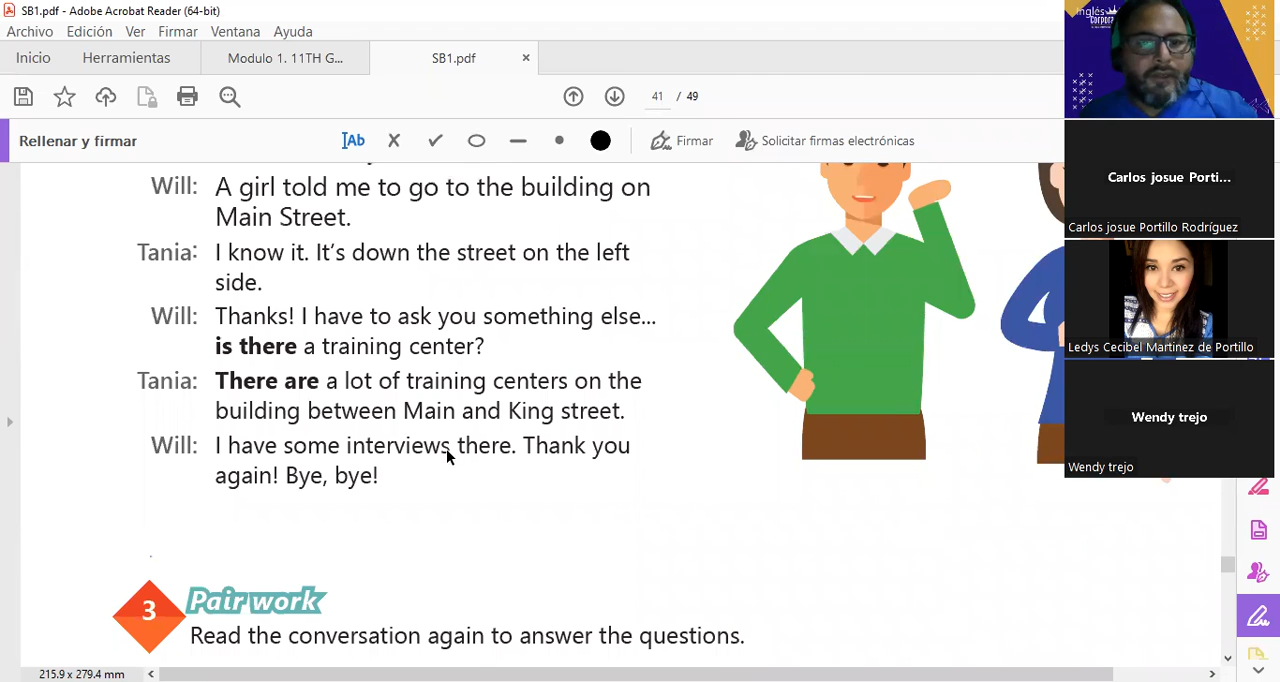 SB1.pdf - Adobe Acrobat Reader (64-bit)
Archivo Edición Ver Firmar Ventana Ayuda
Inicio Herramientas Modulo 1. 11TH G... SB1.pdf ×
41 / 49
Rellenar y firmar
Ab
Firmar
Solicitar firmas electrónicas
Will: A girl told me to go to the building on
Main Street.
Tania: I know it. It's down the street on the left
side.
Will: Thanks! I have to ask you something else...
is there a training center?
Tania: There are a lot of training centers on the
building between Main and King street.
Will: I have some interviews there. Thank you
again! Bye, bye!
3 Pair work
Read the conversation again to answer the questions.
215.9 x 279.4 mm
Inglés
Carlos josue Porti...
Carlos josue Portillo Rodríguez
Ledys Cecibel Martinez de Portillo
Wendy trejo
Wendy trejo